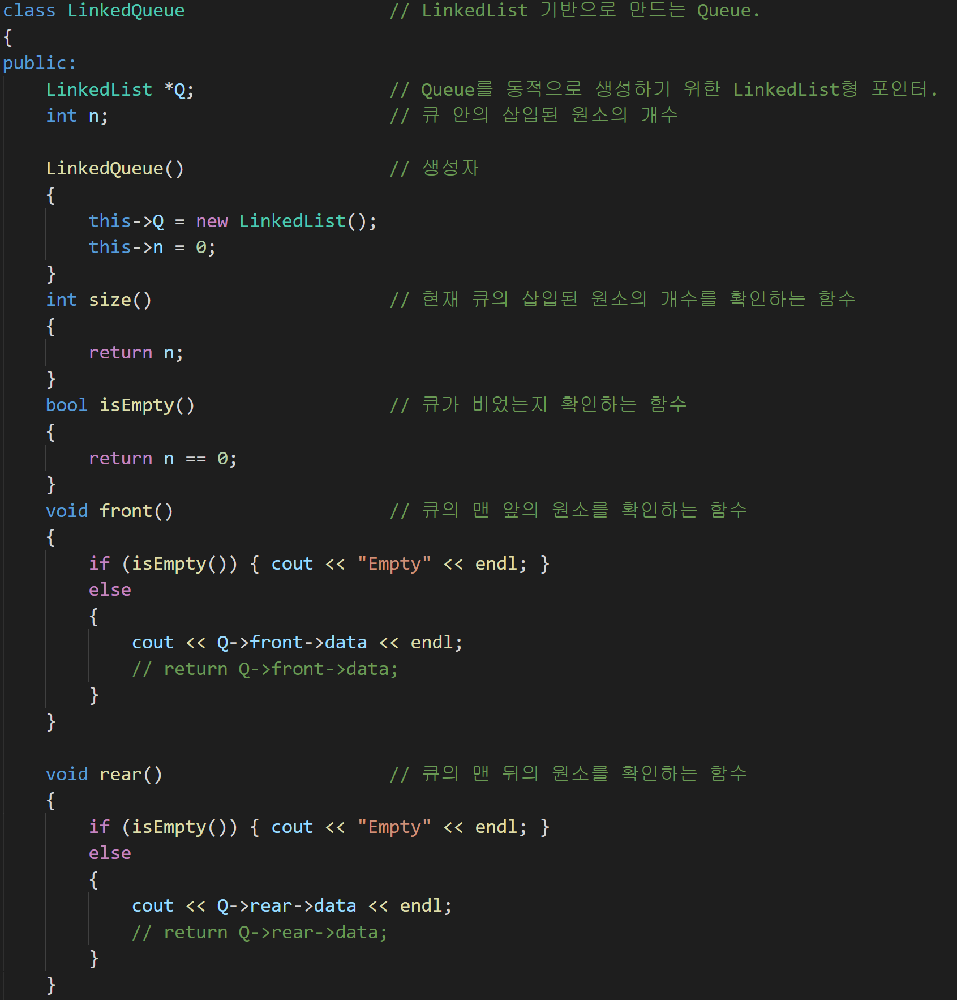 class LinkedQueue                   // LinkedList 기반으로 만드는 Queue.
{
public:
    LinkedList *Q;                  // Queue를 동적으로 생성하기 위한 LinkedList형 포인터.
    int n;                          // 큐 안의 삽입된 원소의 개수

    LinkedQueue()                   // 생성자
    {
        this->Q = new LinkedList();
        this->n = 0;
    }
    int size()                      // 현재 큐의 삽입된 원소의 개수를 확인하는 함수
    {
        return n;
    }
    bool isEmpty()                  // 큐가 비었는지 확인하는 함수
    {
        return n == 0;
    }
    void front()                    // 큐의 맨 앞의 원소를 확인하는 함수
    {
        if (isEmpty()) { cout << "Empty" << endl; }
        else
        {
            cout << Q->front->data << endl;
            // return Q->front->data;
        }
    }

    void rear()                     // 큐의 맨 뒤의 원소를 확인하는 함수
    {
        if (isEmpty()) { cout << "Empty" << endl; }
        else
        {
            cout << Q->rear->data << endl;
            // return Q->rear->data;
        }
    }